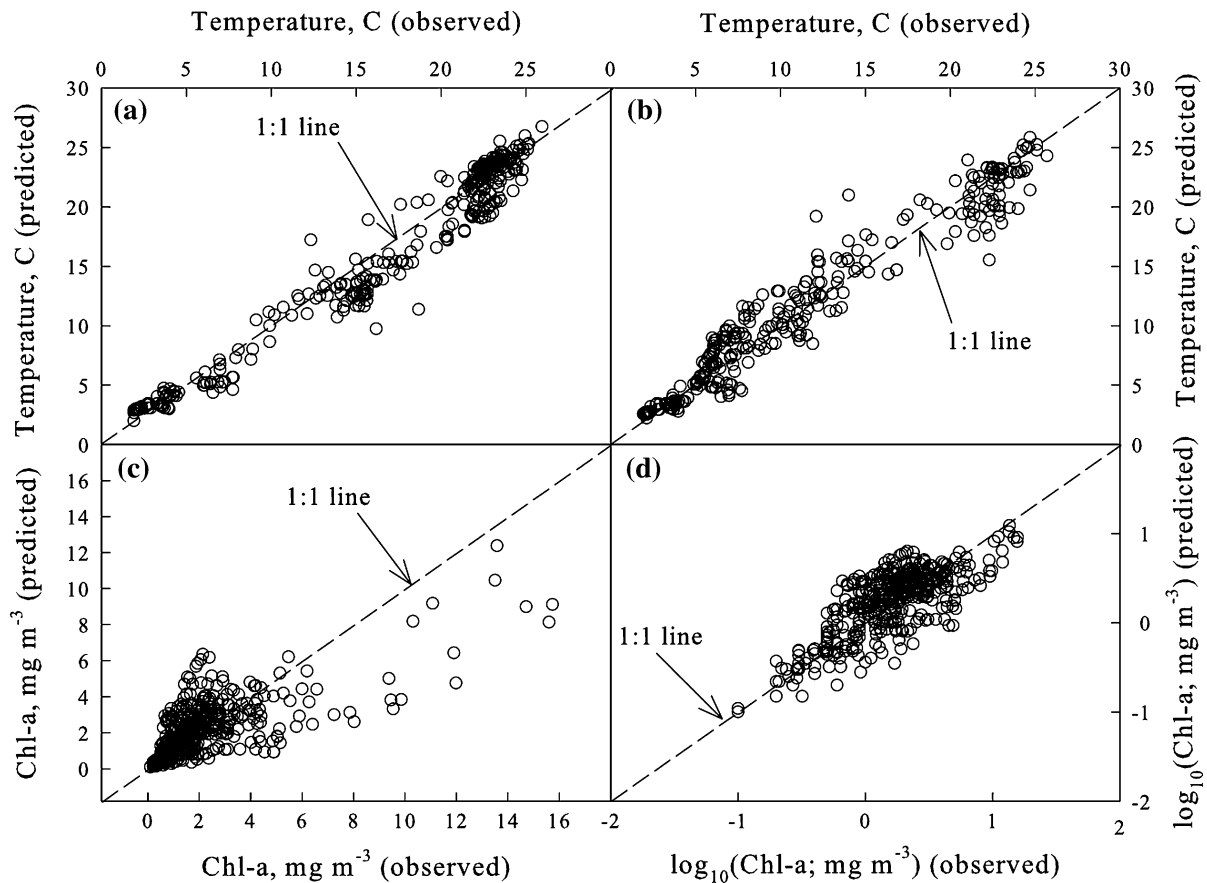 Temperature, C (observed)
Temperature, C (observed)
0 5 10 15 20 25 0 5 10 15 20 25 30
30
25
20
15
10
5
0
Temperature, C (predicted)
(a)
1:1 line
(b)
1:1 line
30
25
20
15
10
5
0
Temperature, C (predicted)
18
16
14
12
10
8
6
4
2
0
Chl-a, mg m⁻³ (predicted)
(c)
1:1 line
(d)
1:1 line
1
0
-1
-2
log₁₀(Chl-a; mg m⁻³) (predicted)
0 2 4 6 8 10 12 14 16 -2 -1 0 1 2
Chl-a, mg m⁻³ (observed)
log₁₀(Chl-a; mg m⁻³) (observed)